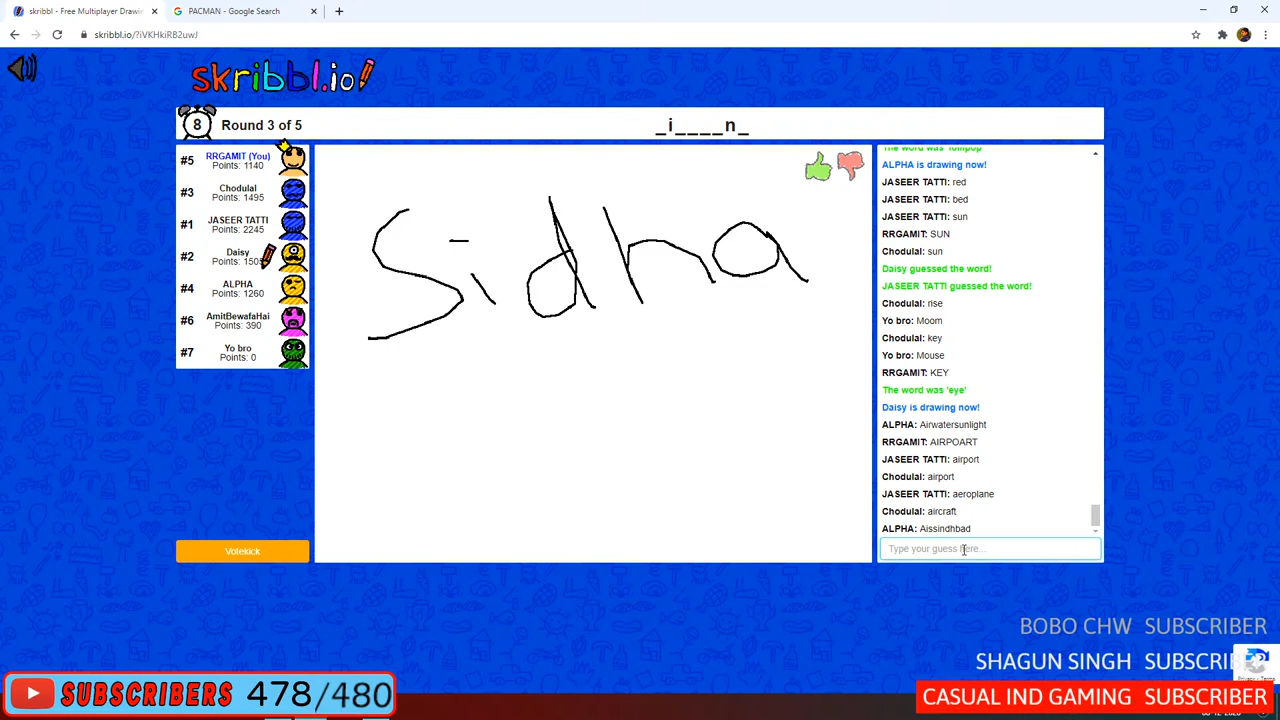 skribbl - Free Multiplayer Drawin
PACMAN - Google Search
skribbl.io/?iVKHkiRB2uwJ
skribbl.io
8
Round 3 of 5
_i____n_
#5 RRGAMIT (You)
Points: 1140
#3 Chodulal
Points: 1495
#1 JASEER TATTI
Points: 2245
#2 Daisy
Points: 1505
#4 ALPHA
Points: 1260
#6 AmitBewafaHai
Points: 390
#7 Yo bro
Points: 0
Votekick
Sidha
The word was 'lollipop'
ALPHA is drawing now!
JASEER TATTI: red
JASEER TATTI: bed
JASEER TATTI: sun
RRGAMIT: SUN
Chodulal: sun
Daisy guessed the word!
JASEER TATTI guessed the word!
Chodulal: rise
Yo bro: Moom
Chodulal: key
Yo bro: Mouse
RRGAMIT: KEY
The word was 'eye'
Daisy is drawing now!
ALPHA: Airwatersunlight
RRGAMIT: AIRPOART
JASEER TATTI: airport
Chodulal: airport
JASEER TATTI: aeroplane
Chodulal: aircraft
ALPHA: Aissindhbad
Type your guess here...
BOBO CHW SUBSCRIBER
SHAGUN SINGH SUBSCRI
CASUAL IND GAMING SUBSCRIBER
SUBSCRIBERS 478/480